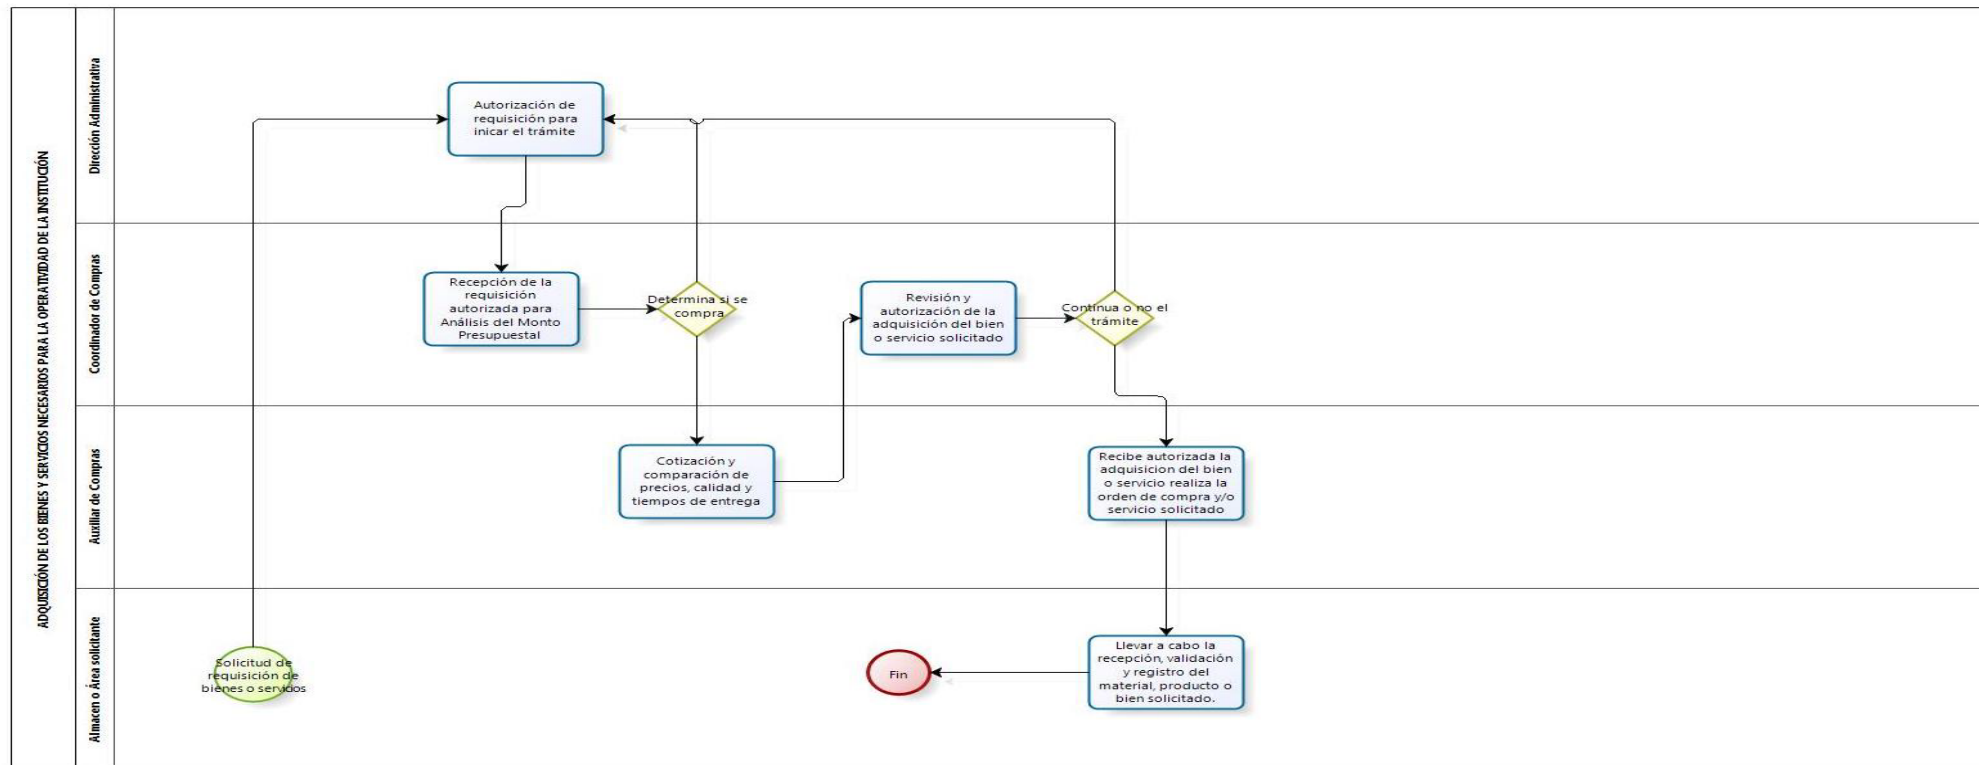 ADQUISICIÓN DE LOS BIENES Y SERVICIOS NECESARIOS PARA LA OPERATIVIDAD DE LA INSTITUCIÓN
Dirección Administrativa
Autorización de
requisición para
inicar el trámite
Coordinador de Compras
Recepción de la
requisición
autorizada para
Análisis del Monto
Presupuestal
Determina si se
compra
Revisión y
autorización de la
adquisición del bien
o servicio solicitado
Continua o no el
trámite
Auxiliar de Compras
Cotización y
comparación de
precios, calidad y
tiempos de entrega
Recibe autorizada la
adquisicion del bien
o servicio realiza la
orden de compra y/o
servicio solicitado
Almacen o Área solicitante
Solicitud de
requisición de
bienes o servicios
Fin
Llevar a cabo la
recepción, validación
y registro del
material, producto o
bien solicitado.